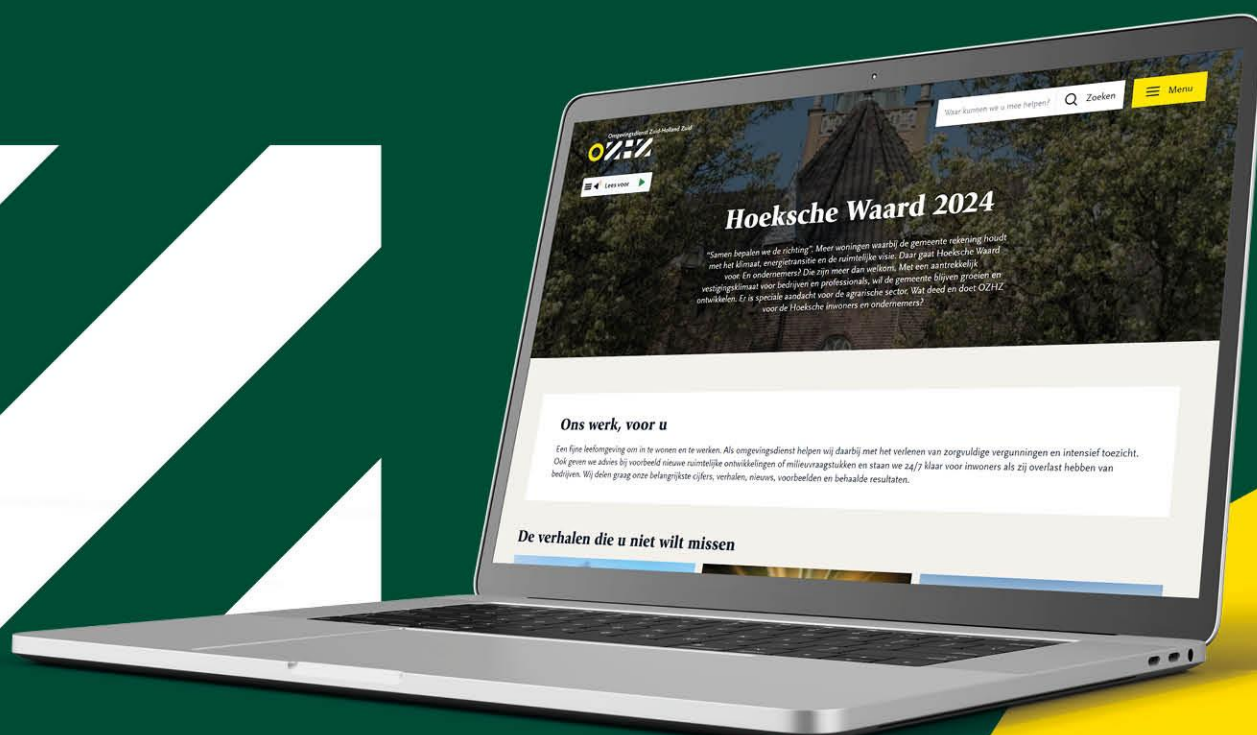 Omgevingsdienst Zuid-Holland Zuid
OZHZ
Lees voor
Waar kunnen we u mee helpen?
Zoeken
Menu
Hoeksche Waard 2024
"Samen bepalen we de richting". Meer woningen waarbij de gemeente rekening houdt
met het klimaat, energietransitie en de ruimtelijke visie. Daar gaat Hoeksche Waard
voor. En ondernemers? Die zijn meer dan welkom. Met een aantrekkelijk
vestigingsklimaat voor bedrijven en professionals, wil de gemeente blijven groeien en
ontwikkelen. Er is speciale aandacht voor de agrarische sector. Wat deed en doet OZHZ
voor de Hoeksche inwoners en ondernemers?
Ons werk, voor u
Een fijne leefomgeving om in te wonen en te werken. Als omgevingsdienst helpen wij daarbij met het verlenen van zorgvuldige vergunningen en intensief toezicht.
Ook geven we advies bij voorbeeld nieuwe ruimtelijke ontwikkelingen of milieuvraagstukken en staan we 24/7 klaar voor inwoners als zij overlast hebben van
bedrijven. Wij delen graag onze belangrijkste cijfers, verhalen, nieuws, voorbeelden en behaalde resultaten.
De verhalen die u niet wilt missen